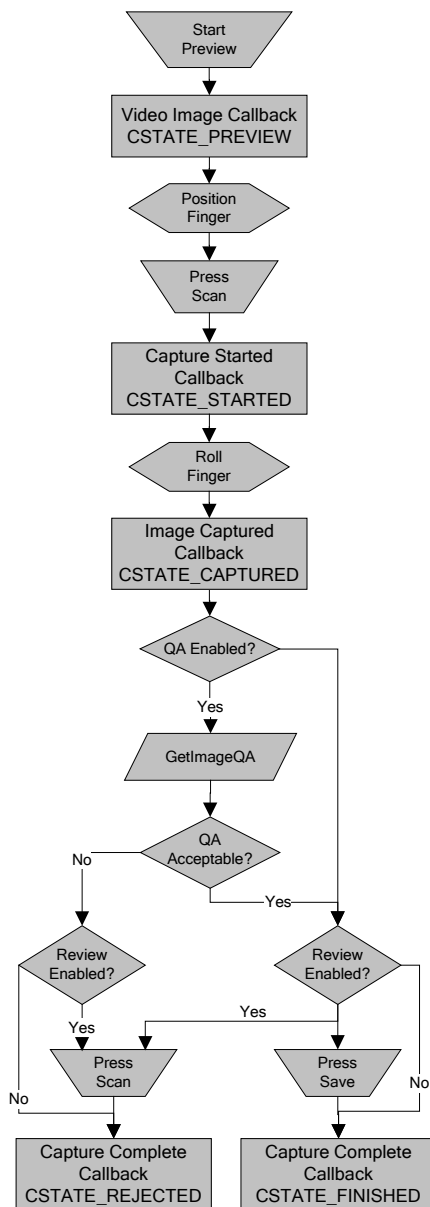 Start
Preview
Video Image Callback
CSTATE_PREVIEW
Position
Finger
Press
Scan
Capture Started
Callback
CSTATE_STARTED
Roll
Finger
Image Captured
Callback
CSTATE_CAPTURED
QA Enabled?
Yes
GetImageQA
QA
Acceptable?
No
Yes
Review
Enabled?
Review
Enabled?
Yes
Yes
Press
Scan
Press
Save
No
No
Capture Complete
Callback
CSTATE_REJECTED
Capture Complete
Callback
CSTATE_FINISHED